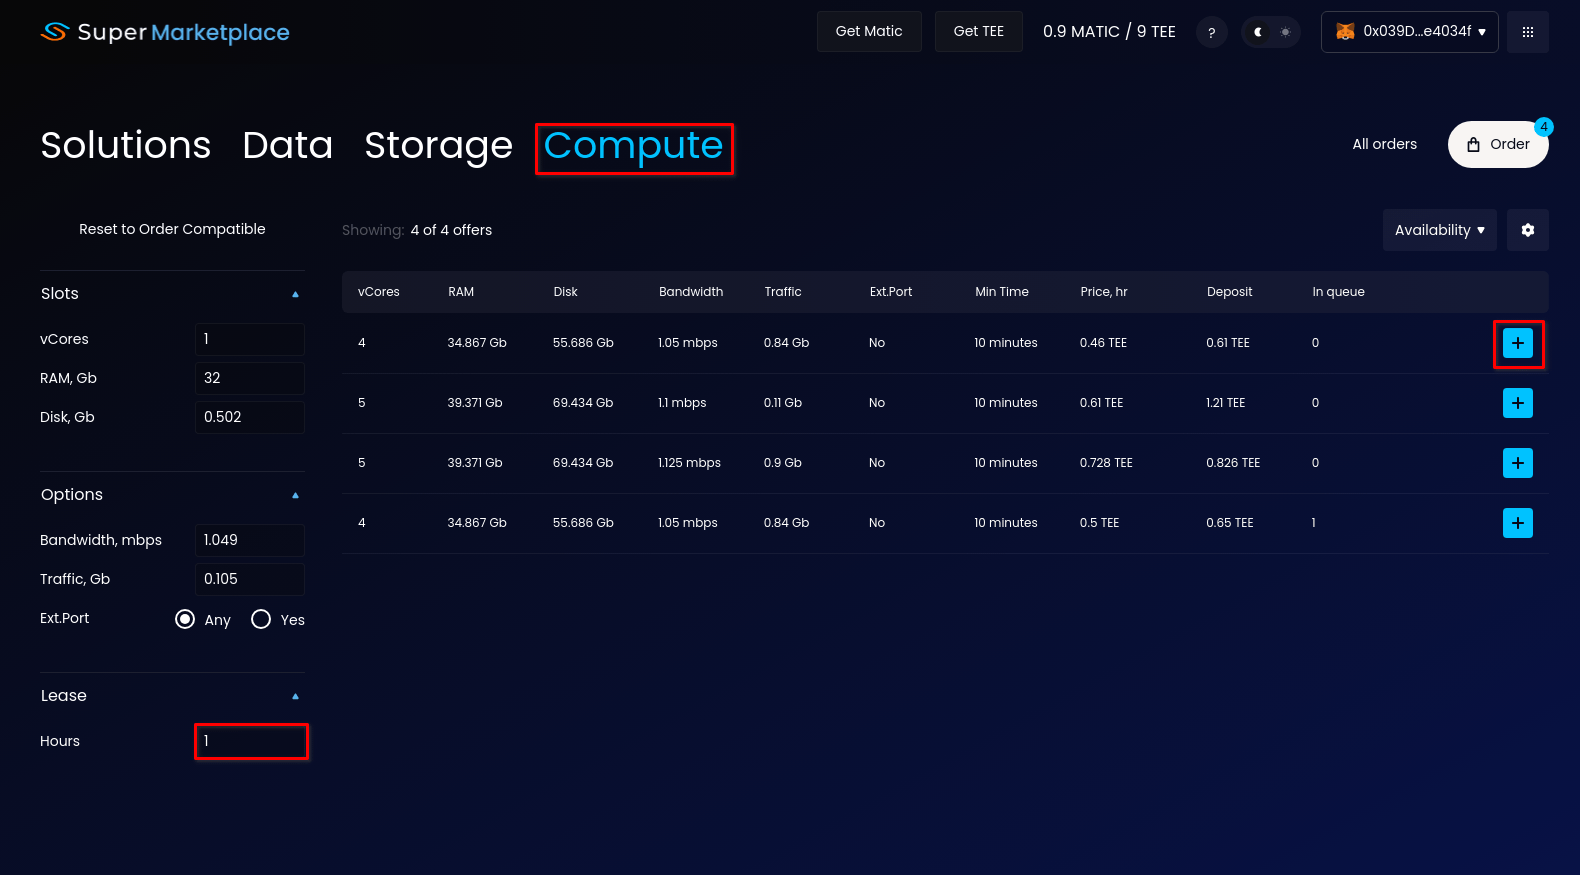 Super Marketplace
Get Matic Get TEE 0.9 MATIC / 9 TEE ? 0x039D...e4034f
Solutions Data Storage Compute
All orders Order 4
Reset to Order Compatible
Showing: 4 of 4 offers
Availability
Slots
vCores 1
RAM, Gb 32
Disk, Gb 0.502
Options
Bandwidth, mbps 1.049
Traffic, Gb 0.105
Ext.Port Any Yes
Lease
Hours 1
vCores RAM Disk Bandwidth Traffic Ext.Port Min Time Price, hr Deposit In queue
4 34.867 Gb 55.686 Gb 1.05 mbps 0.84 Gb No 10 minutes 0.46 TEE 0.61 TEE 0
5 39.371 Gb 69.434 Gb 1.1 mbps 0.11 Gb No 10 minutes 0.61 TEE 1.21 TEE 0
5 39.371 Gb 69.434 Gb 1.125 mbps 0.9 Gb No 10 minutes 0.728 TEE 0.826 TEE 0
4 34.867 Gb 55.686 Gb 1.05 mbps 0.84 Gb No 10 minutes 0.5 TEE 0.65 TEE 1